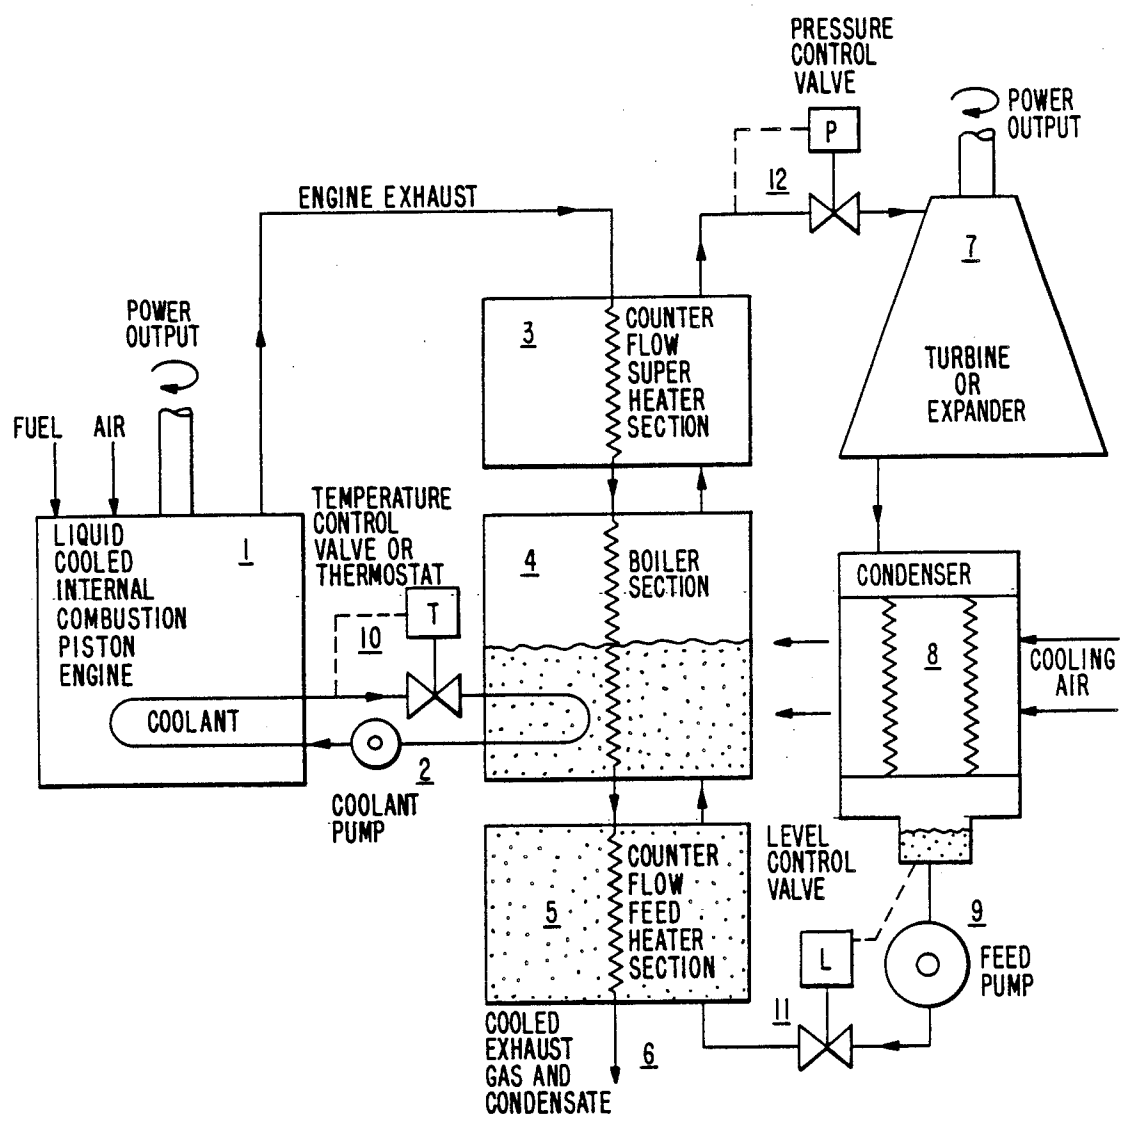 PRESSURE
CONTROL
VALVE
P
POWER
OUTPUT
12
ENGINE EXHAUST
7
TURBINE
OR
EXPANDER
POWER
OUTPUT
3
COUNTER
FLOW
SUPER
HEATER
SECTION
FUEL
AIR
LIQUID
COOLED
INTERNAL
COMBUSTION
PISTON
ENGINE
1
TEMPERATURE
CONTROL
VALVE OR
THERMOSTAT
T
10
4
BOILER
SECTION
CONDENSER
8
COOLING
AIR
COOLANT
2
COOLANT
PUMP
5
COUNTER
FLOW
FEED
HEATER
SECTION
LEVEL
CONTROL
VALVE
L
9
FEED
PUMP
11
COOLED
EXHAUST
GAS AND
CONDENSATE
6